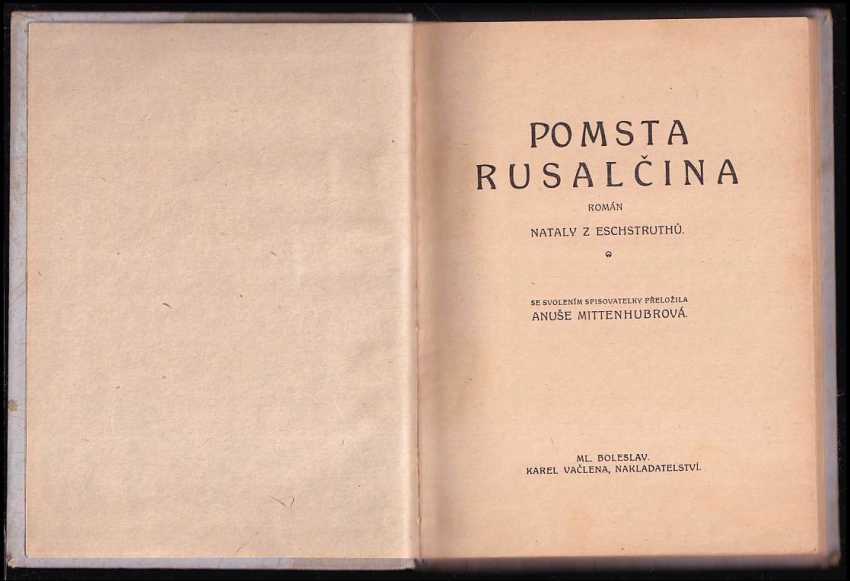 POMSTA
RUSALČINA
ROMÁN
NATALY Z ESCHSTRUTHŮ.
SE SVOLENÍM SPISOVATELKY PŘELOŽILA
ANUŠE MITTENHUBROVÁ.
ML. BOLESLAV.
KAREL VAČLENA, NAKLADATELSTVÍ.